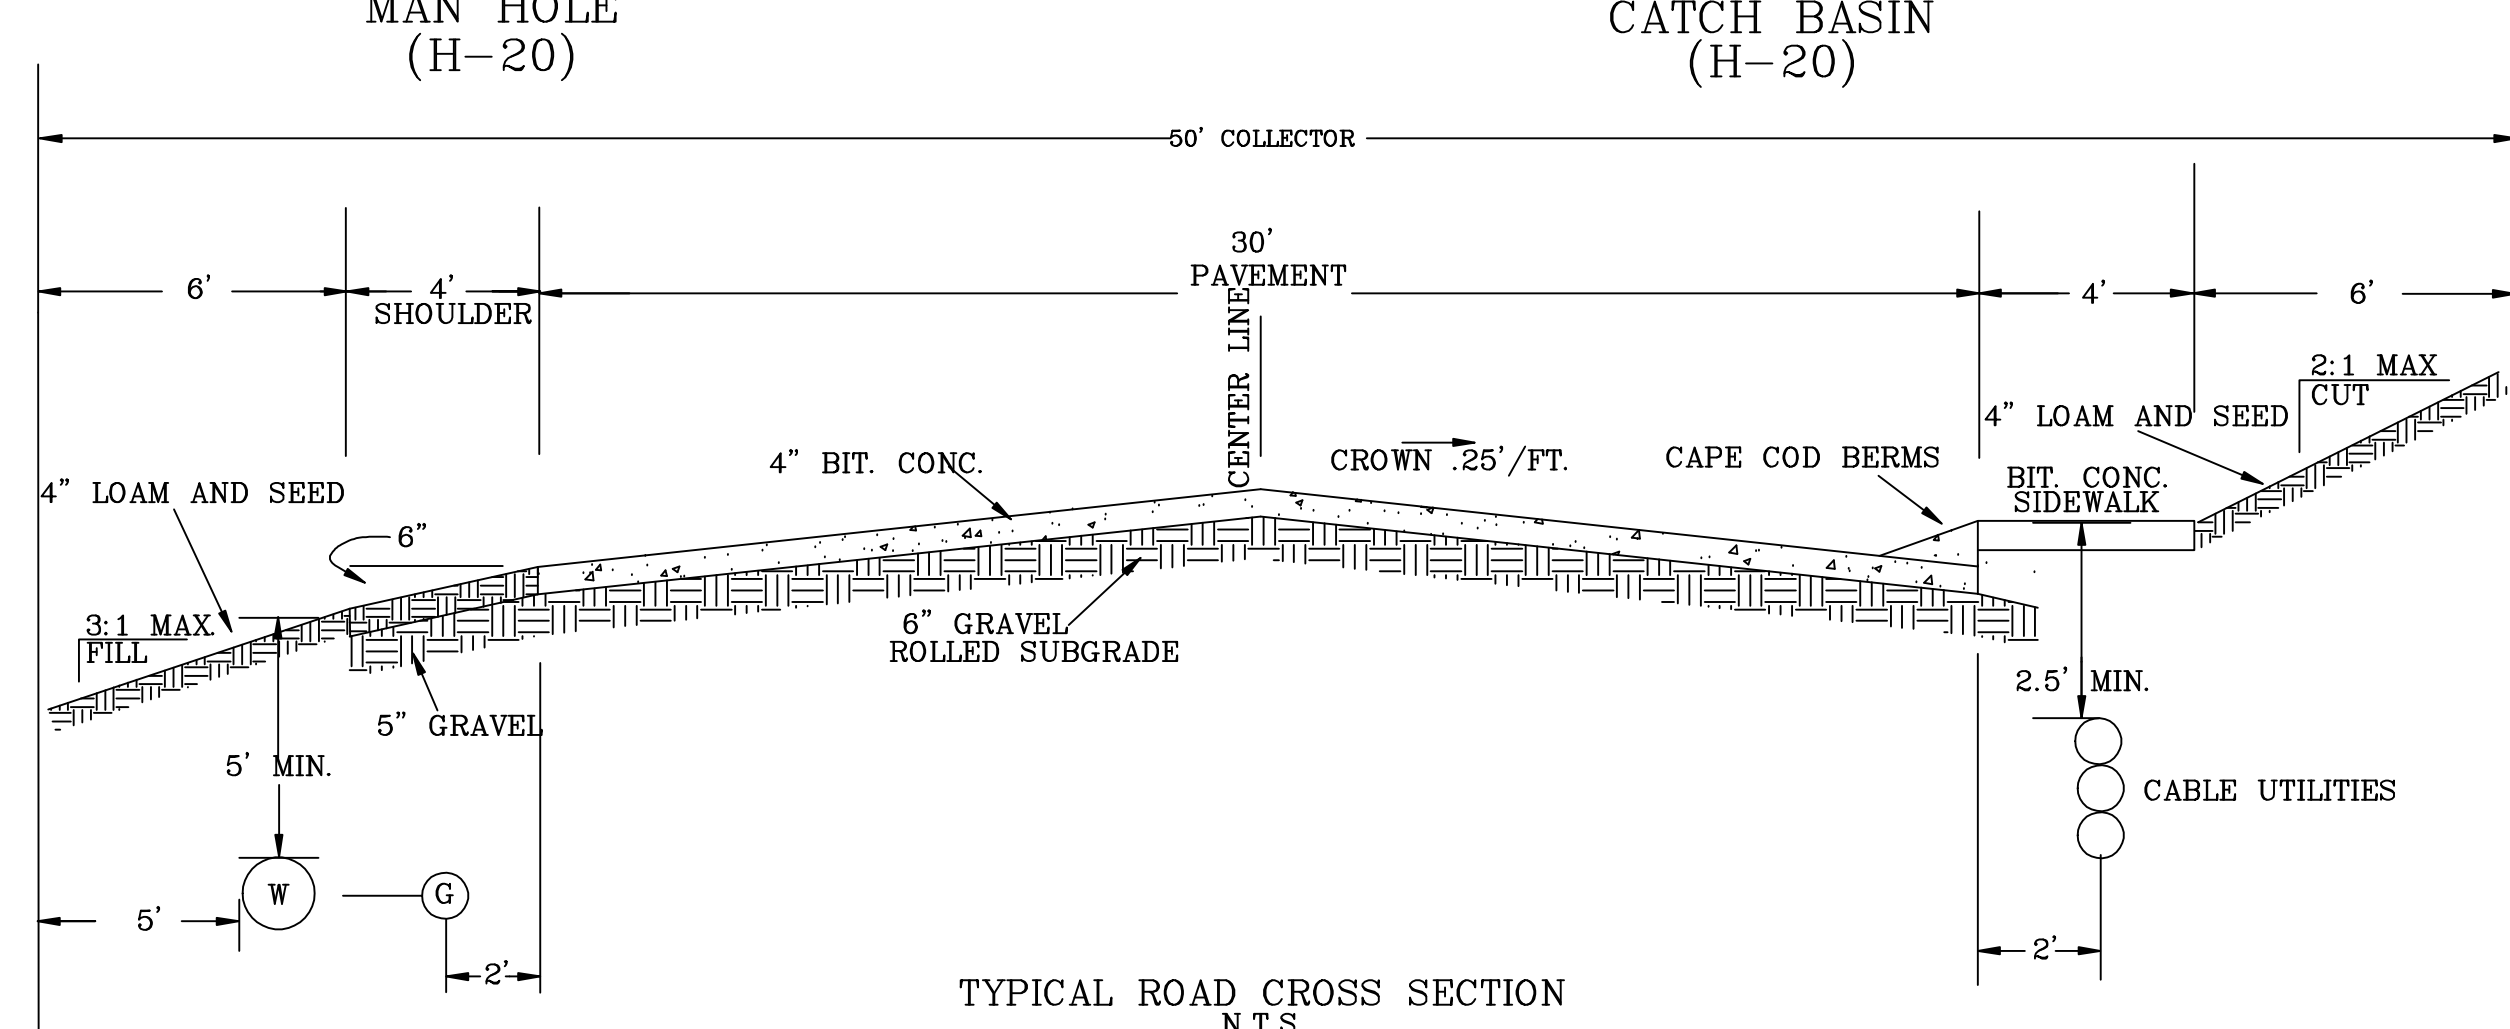 MAN HOLE
(H-20)
CATCH BASIN
(H-20)
50' COLLECTOR
6'
4'
SHOULDER
30'
PAVEMENT
4'
6'
CENTER LINE
2:1 MAX
CUT
4" LOAM AND SEED
4" BIT. CONC.
CROWN .25'/FT.
CAPE COD BERMS
BIT. CONC.
SIDEWALK
4" LOAM AND SEED
6"
3:1 MAX.
FILL
6" GRAVEL
ROLLED SUBGRADE
5" GRAVEL
2.5' MIN.
5' MIN.
CABLE UTILITIES
W
G
5'
2'
2'
TYPICAL ROAD CROSS SECTION
N.T.S.